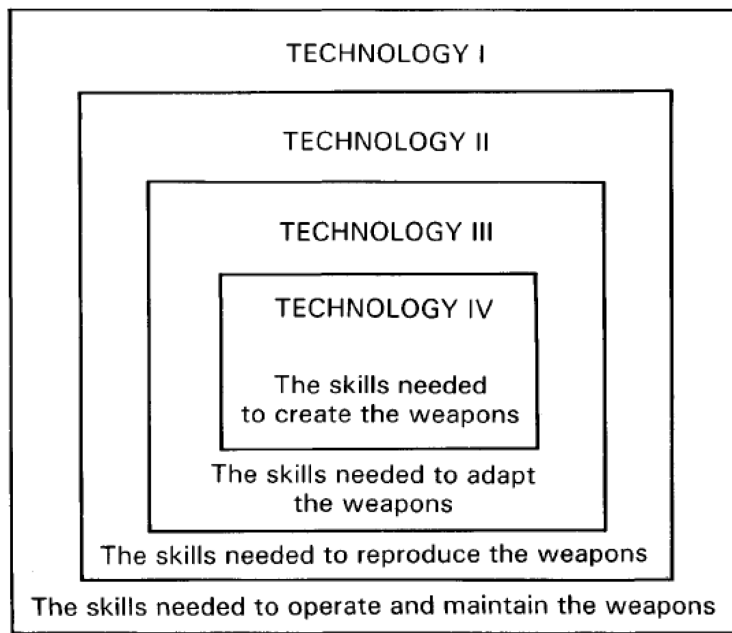 TECHNOLOGY I
TECHNOLOGY II
TECHNOLOGY III
TECHNOLOGY IV
The skills needed
to create the weapons
The skills needed to adapt
the weapons
The skills needed to reproduce the weapons
The skills needed to operate and maintain the weapons